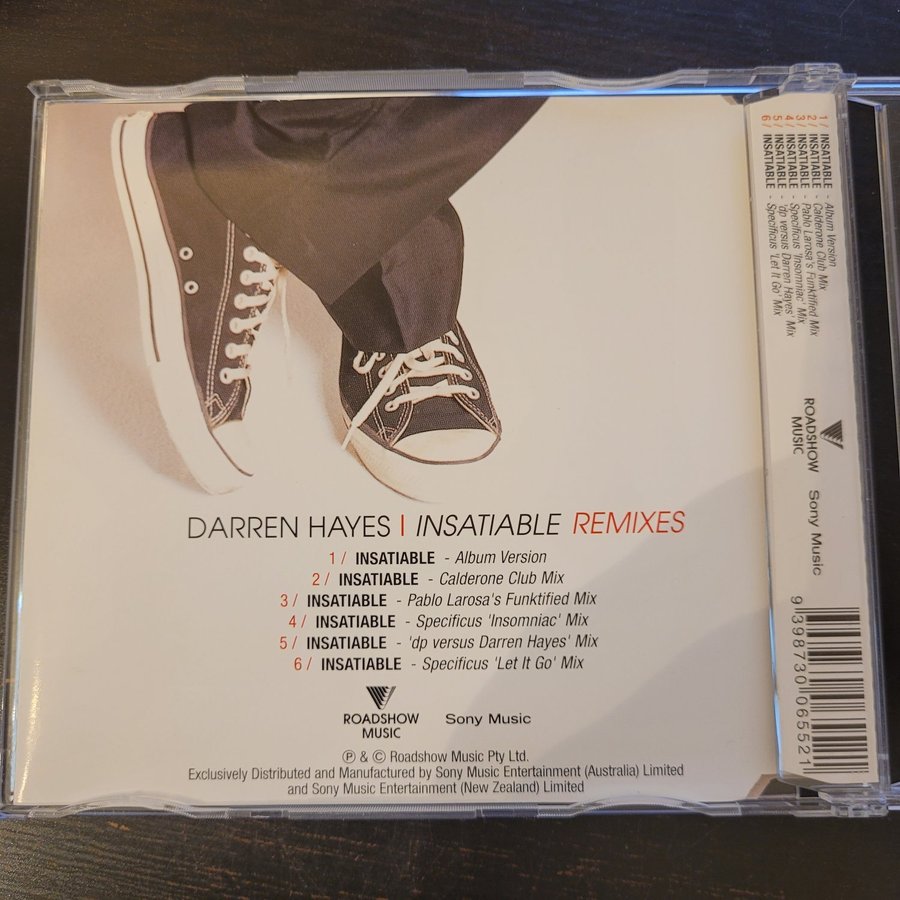 DARREN HAYES | INSATIABLE REMIXES
1 / INSATIABLE - Album Version
2 / INSATIABLE - Calderone Club Mix
3 / INSATIABLE - Pablo Larosa's Funktified Mix
4 / INSATIABLE - Specificus 'Insomniac' Mix
5 / INSATIABLE - 'dp versus Darren Hayes' Mix
6 / INSATIABLE - Specificus 'Let It Go' Mix
ROADSHOW
MUSIC
Sony Music
℗ & © Roadshow Music Pty Ltd.
Exclusively Distributed and Manufactured by Sony Music Entertainment (Australia) Limited
and Sony Music Entertainment (New Zealand) Limited
1 / INSATIABLE - Album Version
2 / INSATIABLE - Calderone Club Mix
3 / INSATIABLE - Pablo Larosa's Funktified Mix
4 / INSATIABLE - Specificus 'Insomniac' Mix
5 / INSATIABLE - 'dp versus Darren Hayes' Mix
6 / INSATIABLE - Specificus 'Let It Go' Mix
ROADSHOW
MUSIC
Sony Music
9 398730 065521